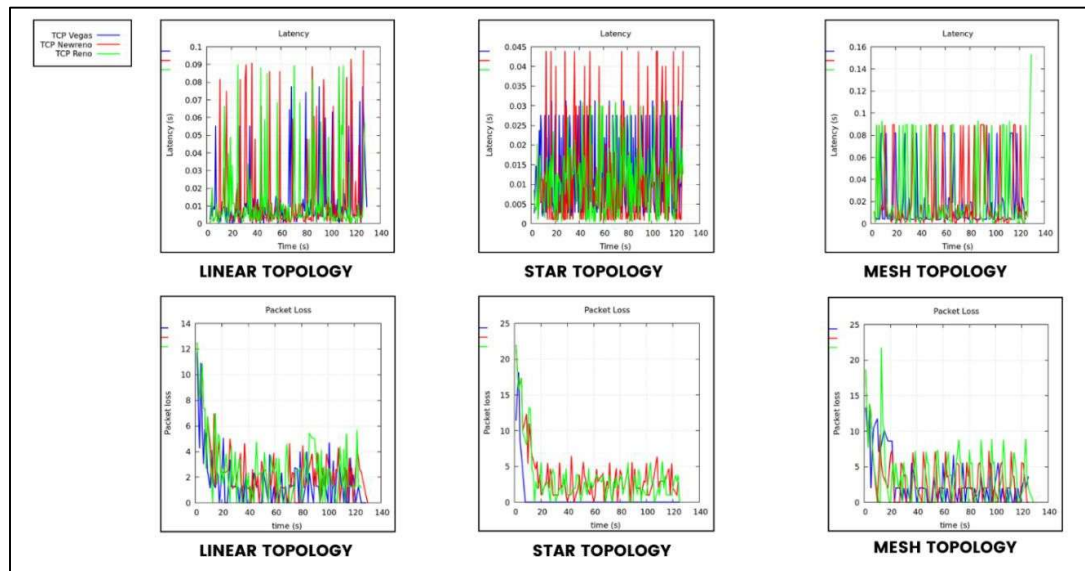 TCP Vegas
TCP Newreno
TCP Reno
Latency
0.1
0.09
0.08
0.07
0.06
0.05
0.04
0.03
0.02
0.01
0
Latency (s)
0 20 40 60 80 100 120 140
Time (s)
LINEAR TOPOLOGY
Latency
0.045
0.04
0.035
0.03
0.025
0.02
0.015
0.01
0.005
0
Latency (s)
0 20 40 60 80 100 120 140
Time (s)
STAR TOPOLOGY
Latency
0.16
0.14
0.12
0.1
0.08
0.06
0.04
0.02
0
Latency (s)
0 20 40 60 80 100 120 140
Time (s)
MESH TOPOLOGY
Packet Loss
14
12
10
8
6
4
2
0
Packet loss
0 20 40 60 80 100 120 140
time (s)
LINEAR TOPOLOGY
Packet Loss
25
20
15
10
5
0
Packet loss
0 20 40 60 80 100 120 140
time (s)
STAR TOPOLOGY
Packet Loss
25
20
15
10
5
0
Packet loss
0 20 40 60 80 100 120 140
time (s)
MESH TOPOLOGY